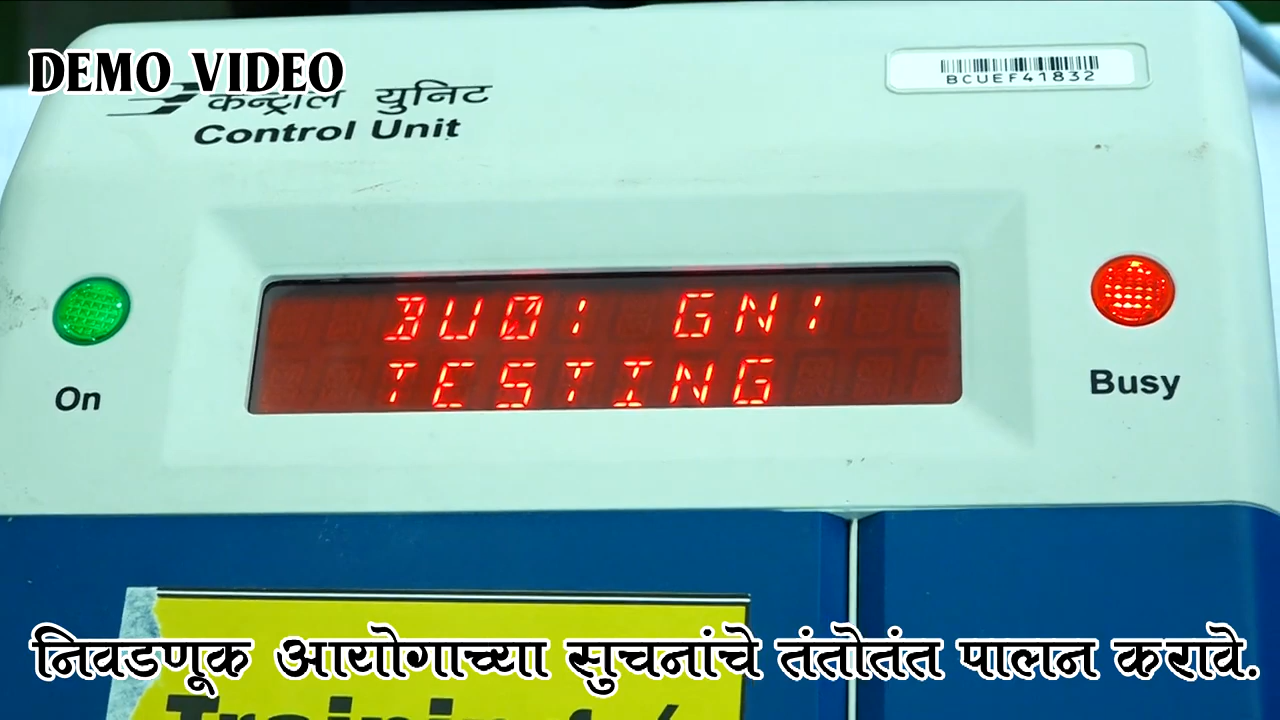 DEMO VIDEO
कन्ट्रोल युनिट
Control Unit
BCUEF41832
BU0: GN:
TESTING
On
Busy
निवडणूक आयोगाच्या सुचनांचे तंतोतंत पालन करावे.